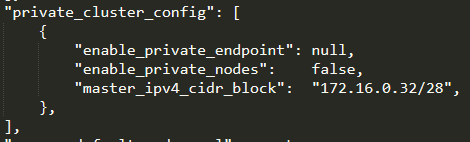 "private_cluster_config": [
    {
        "enable_private_endpoint": null,
        "enable_private_nodes":    false,
        "master_ipv4_cidr_block":  "172.16.0.32/28",
    },
],